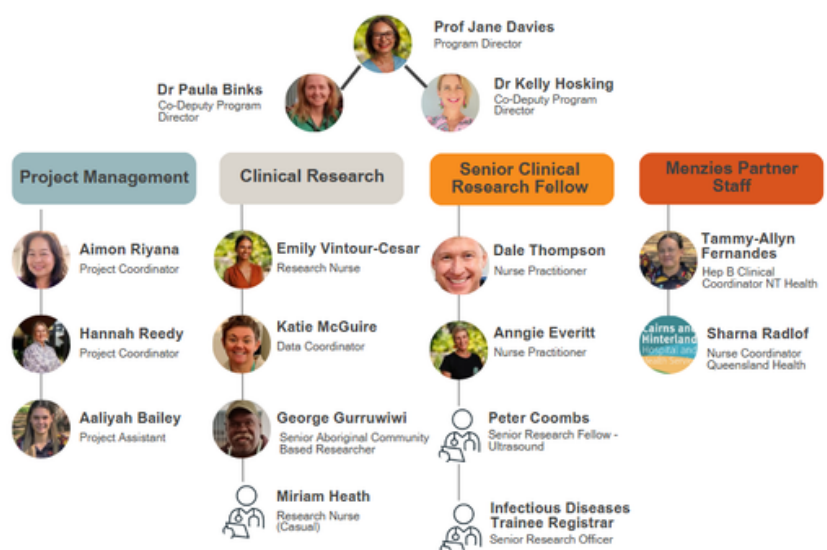 Prof Jane Davies
Program Director
Dr Paula Binks
Co-Deputy Program
Director
Dr Kelly Hosking
Co-Deputy Program
Director
Project Management
Clinical Research
Senior Clinical
Research Fellow
Menzies Partner
Staff
Aimon Riyana
Project Coordinator
Emily Vintour-Cesar
Research Nurse
Dale Thompson
Nurse Practitioner
Tammy-Allyn
Fernandes
Hep B Clinical
Coordinator NT Health
Hannah Reedy
Project Coordinator
Katie McGuire
Data Coordinator
Anngie Everitt
Nurse Practitioner
Cairns an
Hinterland
Hospital and
Sharna Radlof
Nurse Coordinator
Queensland Health
Aaliyah Bailey
Project Assistant
George Gurruwiwi
Senior Aboriginal Community
Based Researcher
Peter Coombs
Senior Research Fellow -
Ultrasound
Miriam Heath
Research Nurse
(Casual)
Infectious Diseases
Trainee Registrar
Senior Research Officer